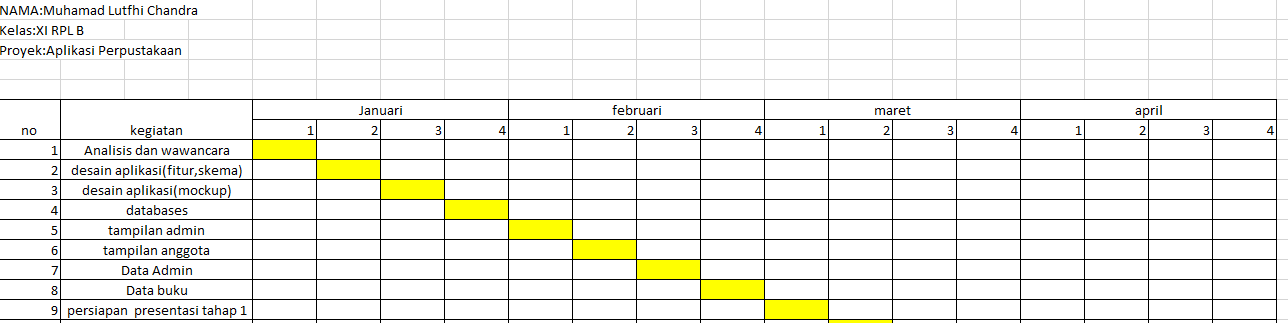 NAMA:Muhamad Lutfhi Chandra
Kelas:XI RPL B
Proyek:Aplikasi Perpustakaan
Januari februari maret april
no kegiatan 1 2 3 4 1 2 3 4 1 2 3 4 1 2 3 4
1 Analisis dan wawancara
2 desain aplikasi(fitur,skema)
3 desain aplikasi(mockup)
4 databases
5 tampilan admin
6 tampilan anggota
7 Data Admin
8 Data buku
9 persiapan presentasi tahap 1